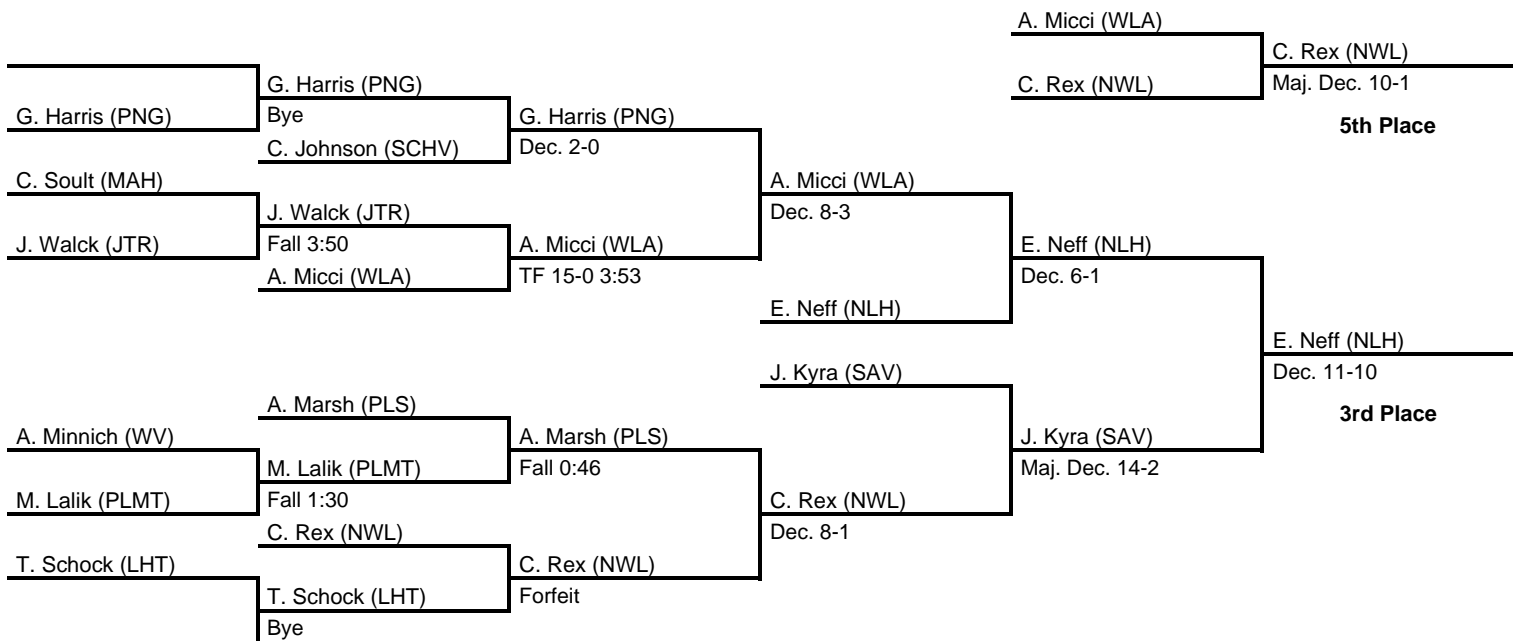 A. Micci (WLA)
C. Rex (NWL)
G. Harris (PNG)
C. Rex (NWL)
Maj. Dec. 10-1
G. Harris (PNG)
Bye
G. Harris (PNG)
5th Place
C. Johnson (SCHV)
Dec. 2-0
C. Soult (MAH)
A. Micci (WLA)
J. Walck (JTR)
Dec. 8-3
J. Walck (JTR)
Fall 3:50
A. Micci (WLA)
E. Neff (NLH)
A. Micci (WLA)
TF 15-0 3:53
Dec. 6-1
E. Neff (NLH)
E. Neff (NLH)
J. Kyra (SAV)
Dec. 11-10
A. Marsh (PLS)
3rd Place
A. Minnich (WV)
A. Marsh (PLS)
J. Kyra (SAV)
M. Lalik (PLMT)
Fall 0:46
Maj. Dec. 14-2
M. Lalik (PLMT)
Fall 1:30
C. Rex (NWL)
C. Rex (NWL)
Dec. 8-1
T. Schock (LHT)
C. Rex (NWL)
T. Schock (LHT)
Forfeit
Bye